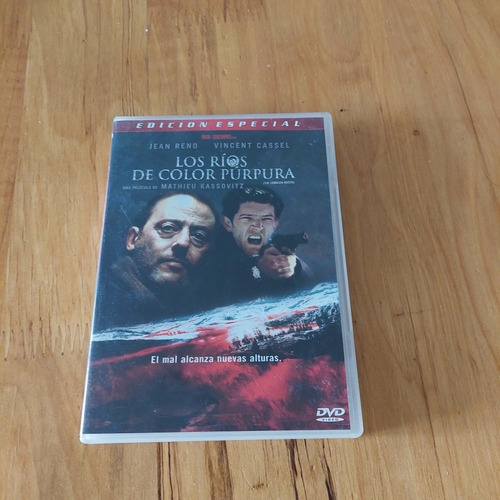 EDICION ESPECIAL
JEAN RENO VINCENT CASSEL
LOS RÍOS
DE COLOR PÚRPURA
UNA PELÍCULA DE MATHIEU KASSOVITZ
El mal alcanza nuevas alturas.
DVD
VIDEO